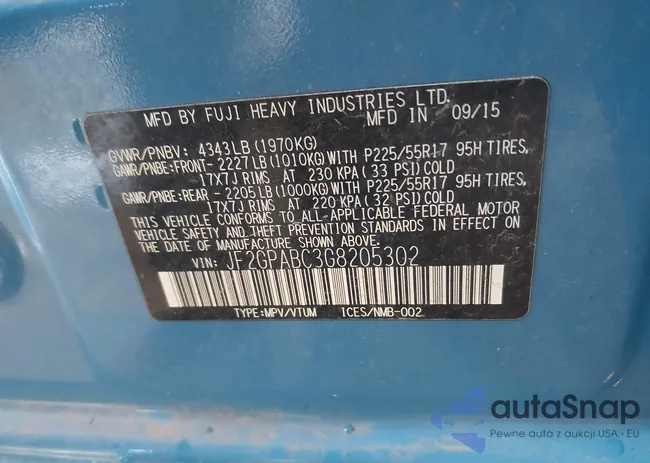 MFD BY FUJI HEAVY INDUSTRIES LTD.
MFD IN 09/15
GVWR/PNBV: 4343LB(1970KG)
GAWR/PNBE:FRONT- 2227LB(1010KG)WITH P225/55R17 95H TIRES,
17X7J RIMS AT 230 KPA(33 PSI)COLD
GAWR/PNBE:REAR - 2205LB(1000KG)WITH P225/55R17 95H TIRES,
17X7J RIMS AT 220 KPA(32 PSI)COLD
THIS VEHICLE CONFORMS TO ALL-APPLICABLE FEDERAL MOTOR
VEHICLE SAFETY AND THEFT PREVENTION STANDARDS IN EFFECT ON
THE DATE OF MANUFACTURE SHOWN ABOVE.
VIN: JF2GPABC3G8205302
TYPE:MPV/VTUM ICES/NMB-002
autaSnap
Pewne auta z aukcji USA · EU